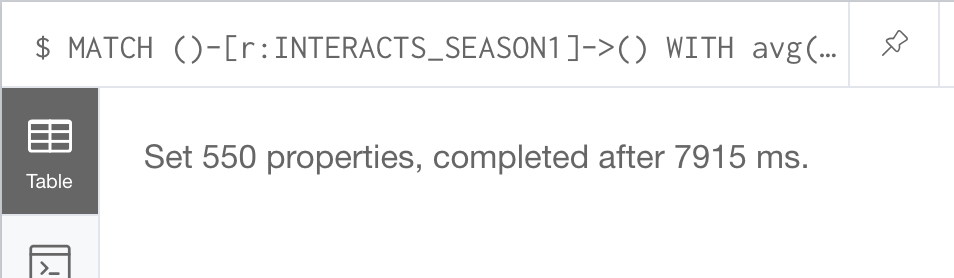 $ MATCH ()-[r:INTERACTS_SEASON1]->() WITH avg(…
Set 550 properties, completed after 7915 ms.
Table